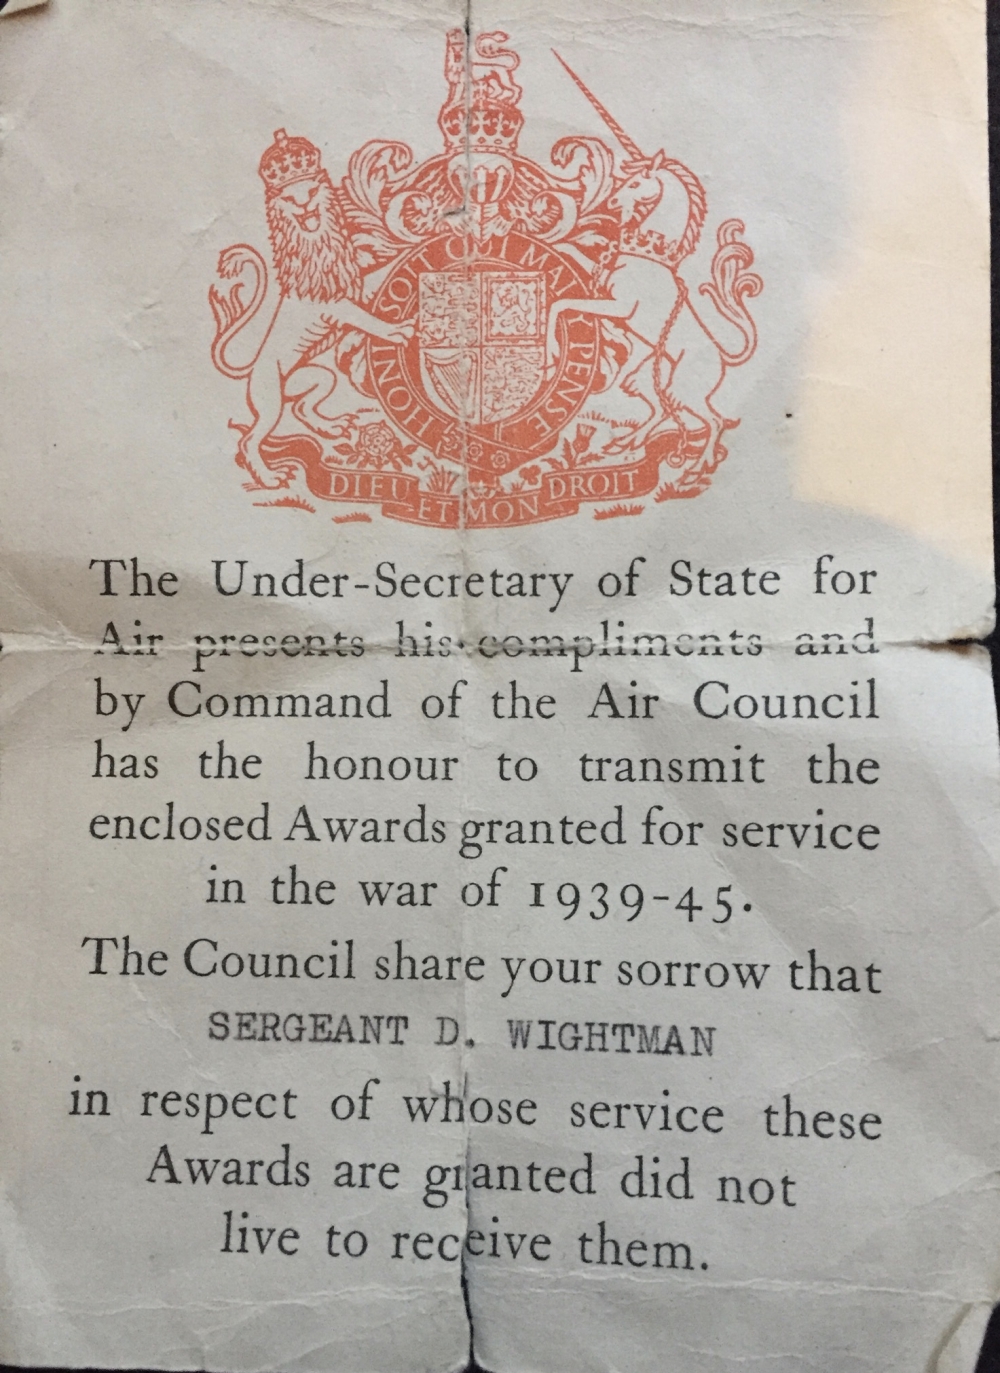 HONI SOIT QUI MAL Y PENSE
DIEU ET MON DROIT
The Under-Secretary of State for
Air presents his compliments and
by Command of the Air Council
has the honour to transmit the
enclosed Awards granted for service
in the war of 1939-45.
The Council share your sorrow that
SERGEANT D. WIGHTMAN
in respect of whose service these
Awards are granted did not
live to receive them.